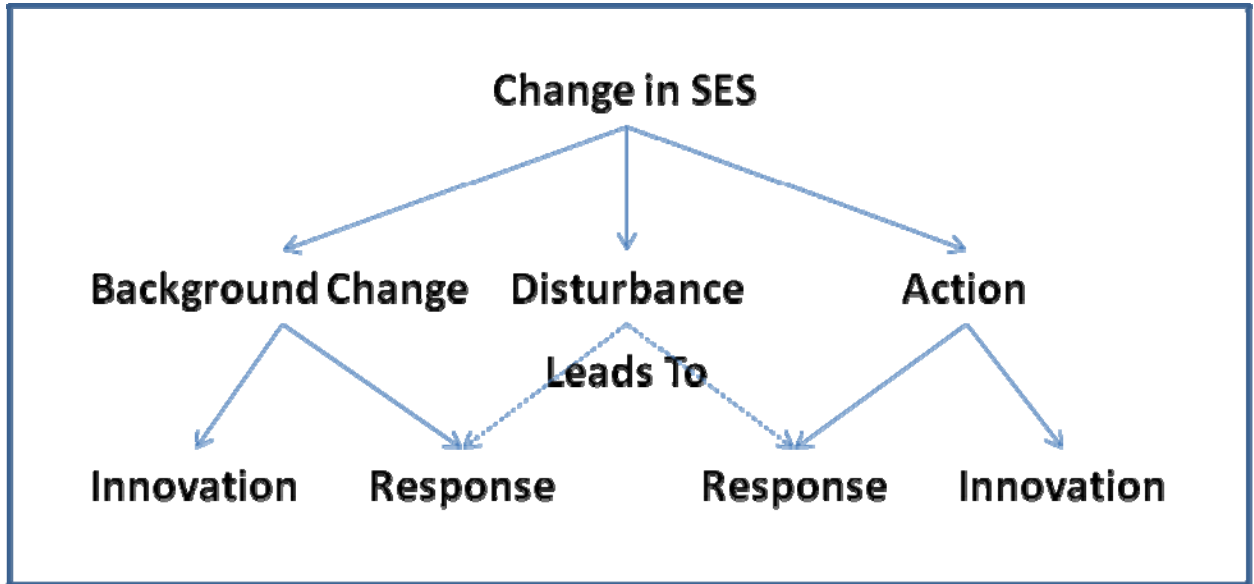 Change in SES
Background Change Disturbance Action
Leads To
Innovation Response Response Innovation